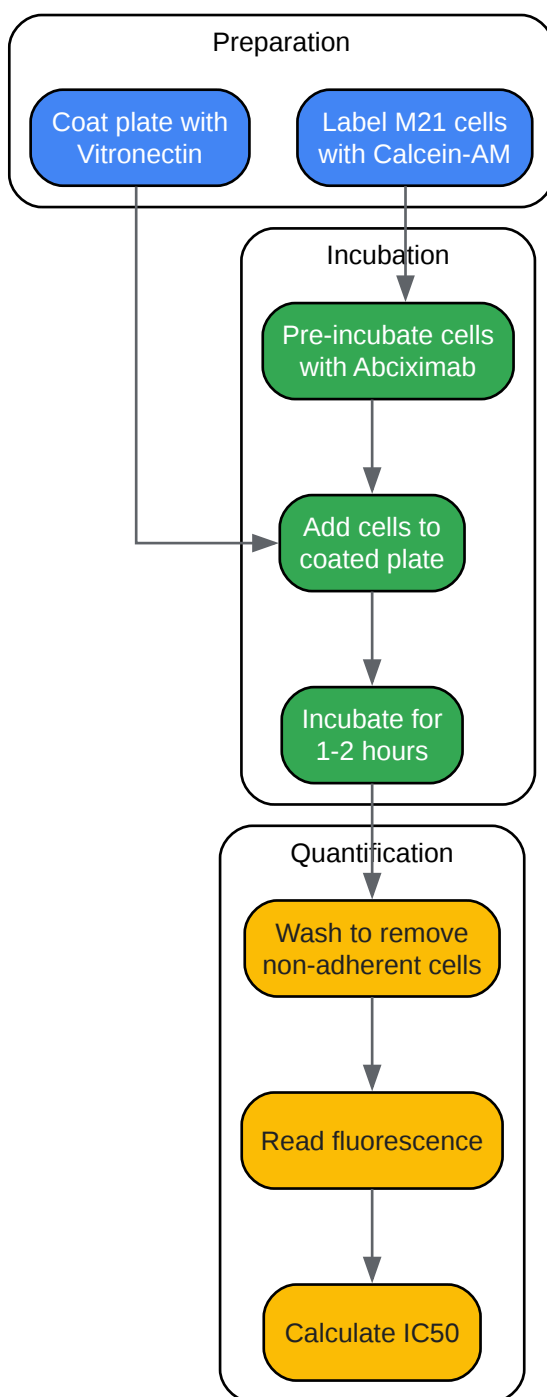 Preparation
Coat plate with
Vitronectin
Label M21 cells
with Calcein-AM
Incubation
Pre-incubate cells
with Abciximab
Add cells to
coated plate
Incubate for
1-2 hours
Quantification
Wash to remove
non-adherent cells
Read fluorescence
Calculate IC50